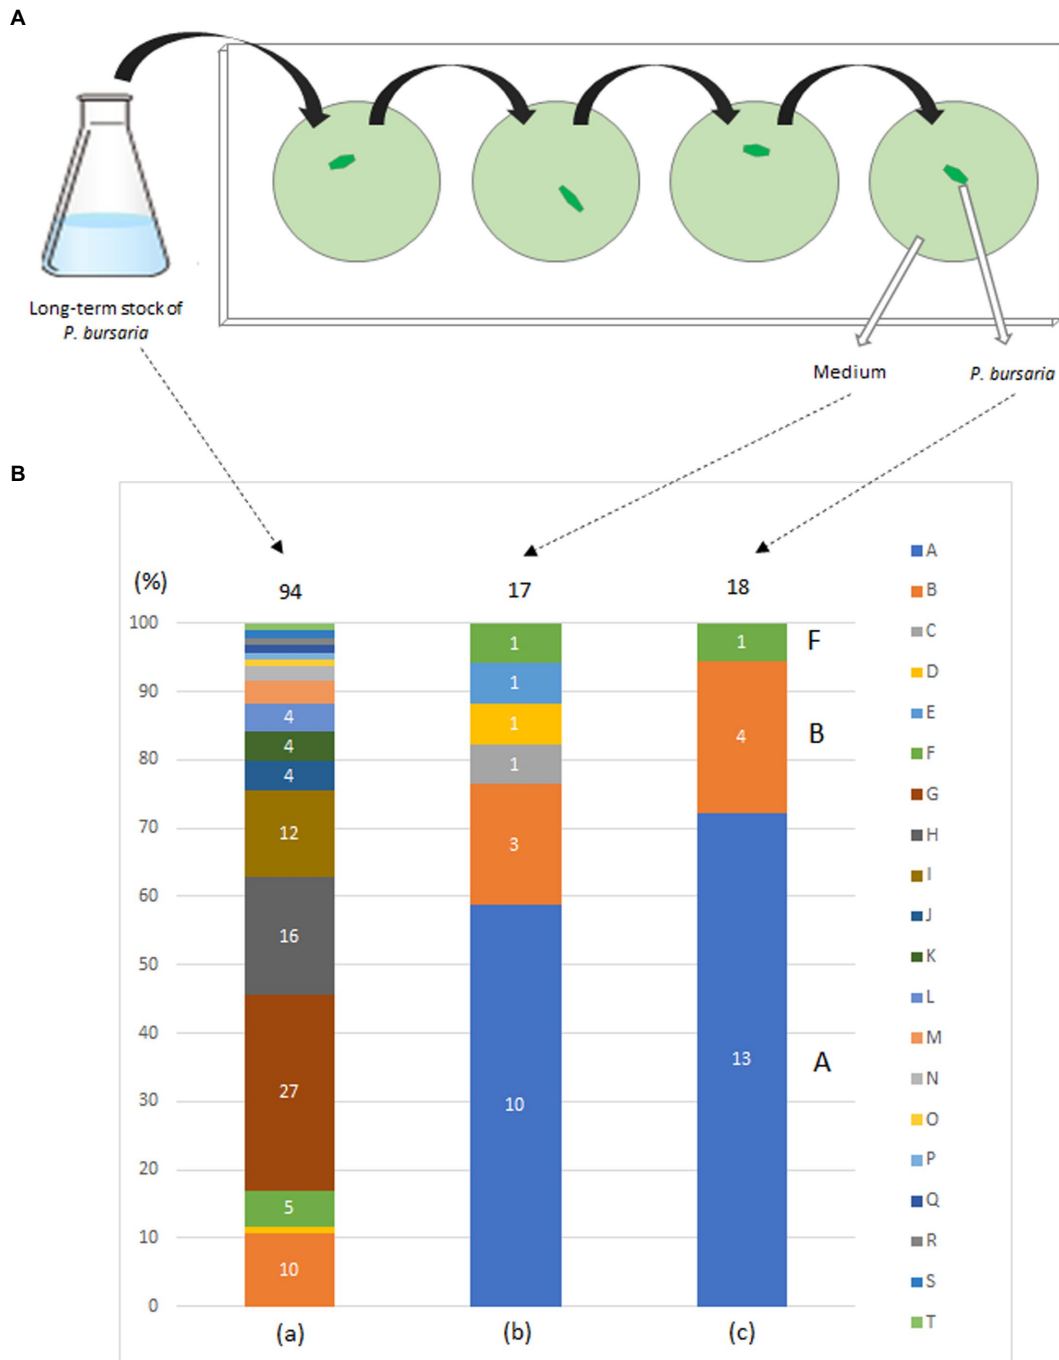 A
Long-term stock of
P. bursaria
Medium
P. bursaria
B
(%)
94
17
18
100
90
80
70
60
50
40
30
20
10
0
4
4
4
12
16
27
5
10
1
1
1
1
3
10
1
4
13
F
B
A
(a)
(b)
(c)
A
B
C
D
E
F
G
H
I
J
K
L
M
N
O
P
Q
R
S
T